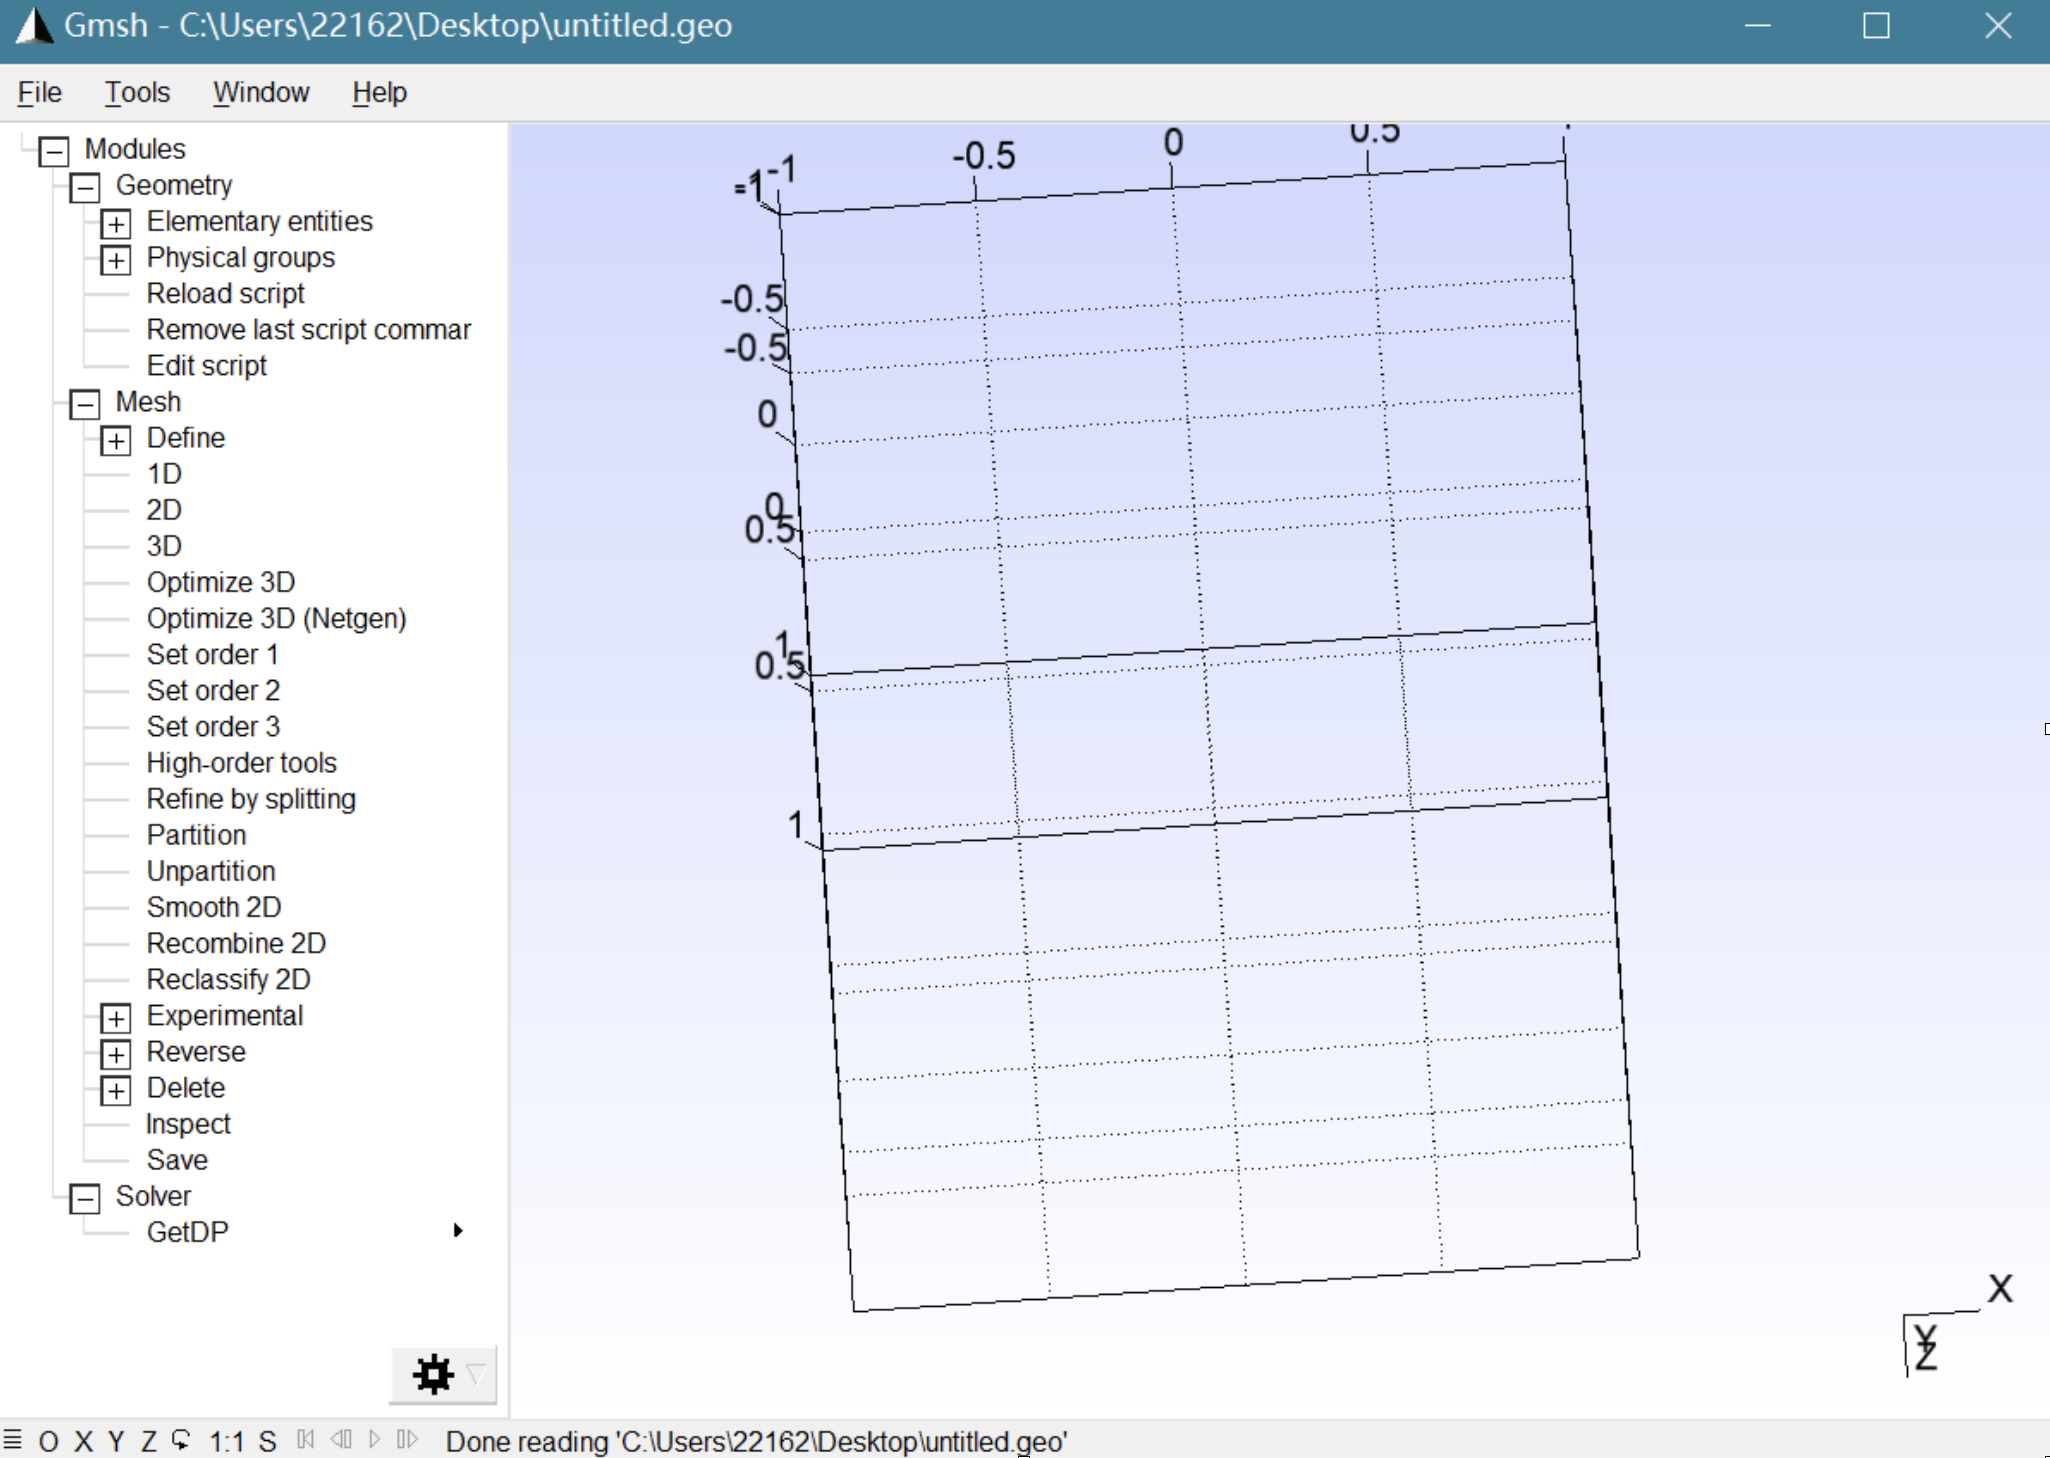 Gmsh - C:\Users\22162\Desktop\untitled.geo
File Tools Window Help
Modules
Geometry
Elementary entities
Physical groups
Reload script
Remove last script commar
Edit script
Mesh
Define
1D
2D
3D
Optimize 3D
Optimize 3D (Netgen)
Set order 1
Set order 2
Set order 3
High-order tools
Refine by splitting
Partition
Unpartition
Smooth 2D
Recombine 2D
Reclassify 2D
Experimental
Reverse
Delete
Inspect
Save
Solver
GetDP
-1 -0.5 0 0.5
-1
-0.5
-0.5
0
0
0.5
1
0.5
1
X
Y
Z
O X Y Z 1:1 S Done reading 'C:\Users\22162\Desktop\untitled.geo'